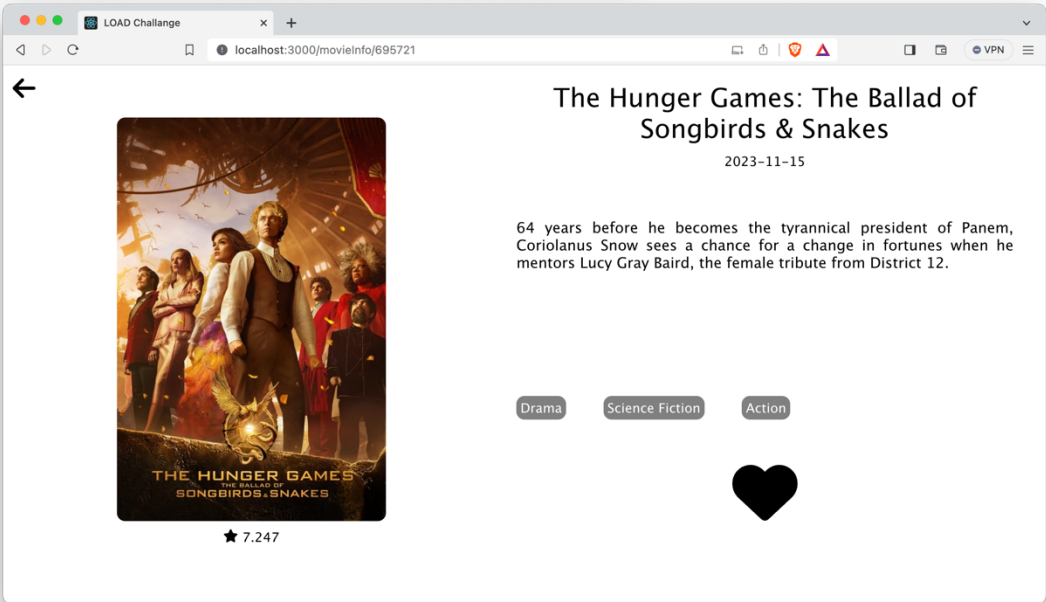 LOAD Challange
localhost:3000/movieInfo/695721
VPN
The Hunger Games: The Ballad of
Songbirds & Snakes
2023-11-15
64 years before he becomes the tyrannical president of Panem,
Coriolanus Snow sees a chance for a change in fortunes when he
mentors Lucy Gray Baird, the female tribute from District 12.
Drama
Science Fiction
Action
THE HUNGER GAMES
THE BALLAD OF
SONGBIRDS & SNAKES
7.247